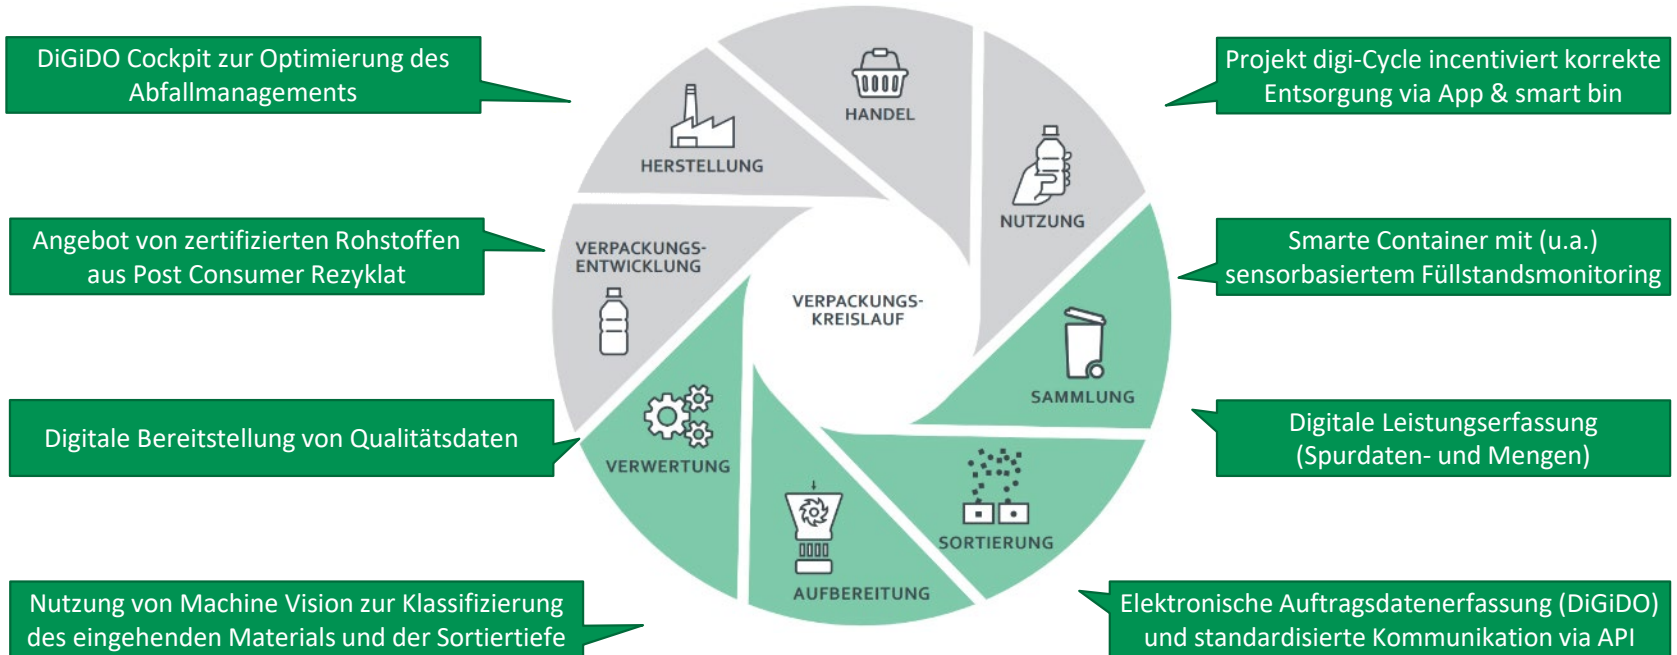 DiGiDO Cockpit zur Optimierung des
Abfallmanagements
Angebot von zertifizierten Rohstoffen
aus Post Consumer Rezyklat
Digitale Bereitstellung von Qualitätsdaten
Nutzung von Machine Vision zur Klassifizierung
des eingehenden Materials und der Sortiertiefe
HANDEL
HERSTELLUNG
NUTZUNG
VERPACKUNGS-
ENTWICKLUNG
VERPACKUNGS-
KREISLAUF
SAMMLUNG
VERWERTUNG
SORTIERUNG
AUFBEREITUNG
Projekt digi-Cycle incentiviert korrekte
Entsorgung via App & smart bin
Smarte Container mit (u.a.)
sensorbasiertem Füllstandsmonitoring
Digitale Leistungserfassung
(Spurdaten- und Mengen)
Elektronische Auftragsdatenerfassung (DiGiDO)
und standardisierte Kommunikation via API